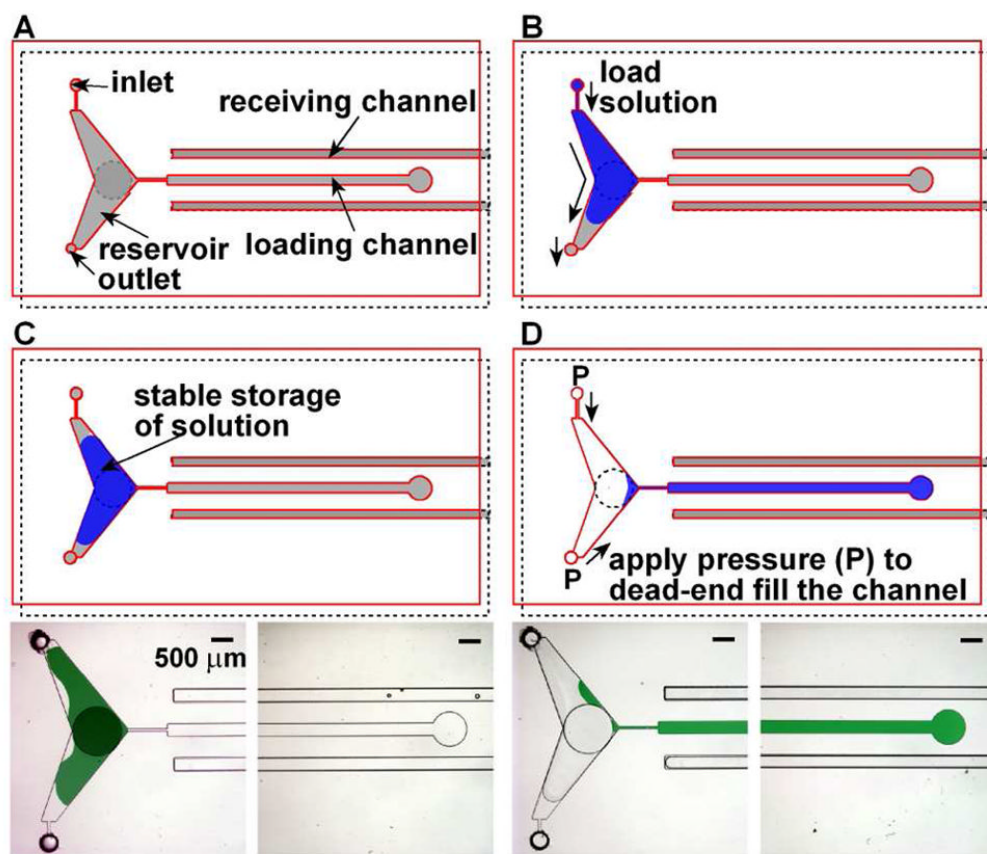 A
inlet
receiving channel
reservoir
outlet
loading channel
B
load
solution
C
stable storage
of solution
D
P
P
apply pressure (P) to
dead-end fill the channel
500 μm